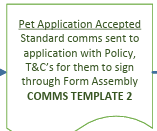 Pet Application Accepted
Standard comms sent to
application with Policy,
T&C's for them to sign
through Form Assembly
COMMS TEMPLATE 2